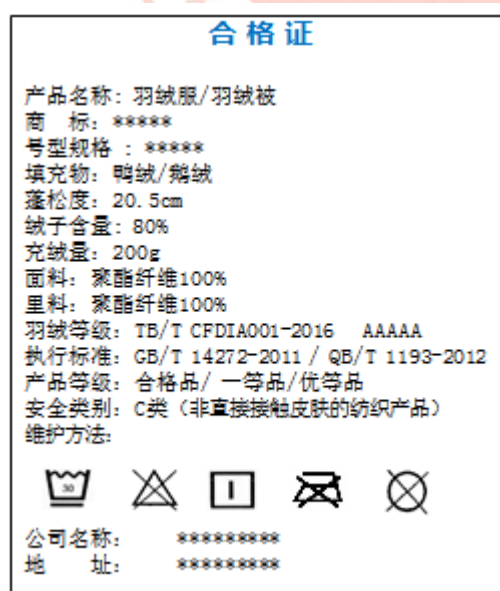 合格证
产品名称：羽绒服/羽绒被
商 标：*****
号型规格 ：*****
填充物：鸭绒/鹅绒
蓬松度：20.5cm
绒子含量：80%
充绒量：200g
面料：聚酯纤维100%
里料：聚酯纤维100%
羽绒等级：TB/T CFDIA001-2016 AAAAA
执行标准：GB/T 14272-2011 / QB/T 1193-2012
产品等级：合格品/ 一等品/优等品
安全类别：C类（非直接接触皮肤的纺织产品）
维护方法：
30
公司名称： *********
地 址： *********